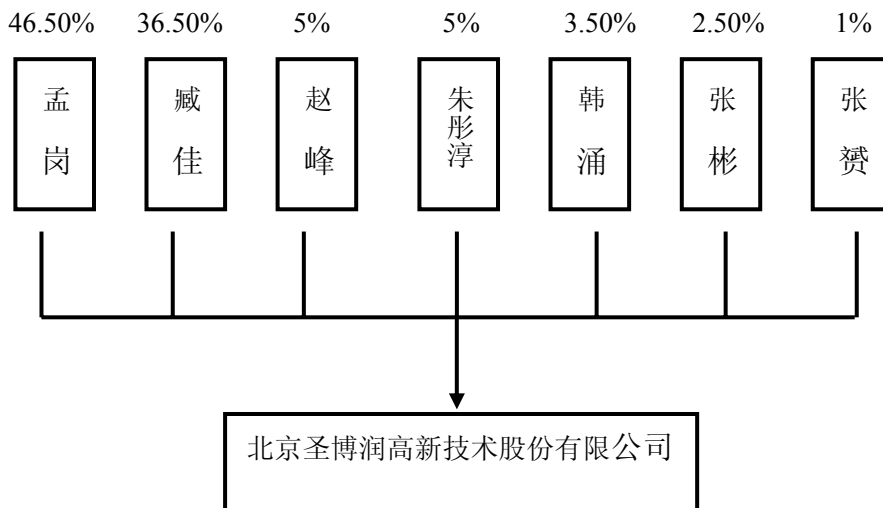 46.50% 36.50% 5% 5% 3.50% 2.50% 1%
孟岗
臧佳
赵峰
朱彤淳
韩涌
张彬
张赟
北京圣博润高新技术股份有限公司